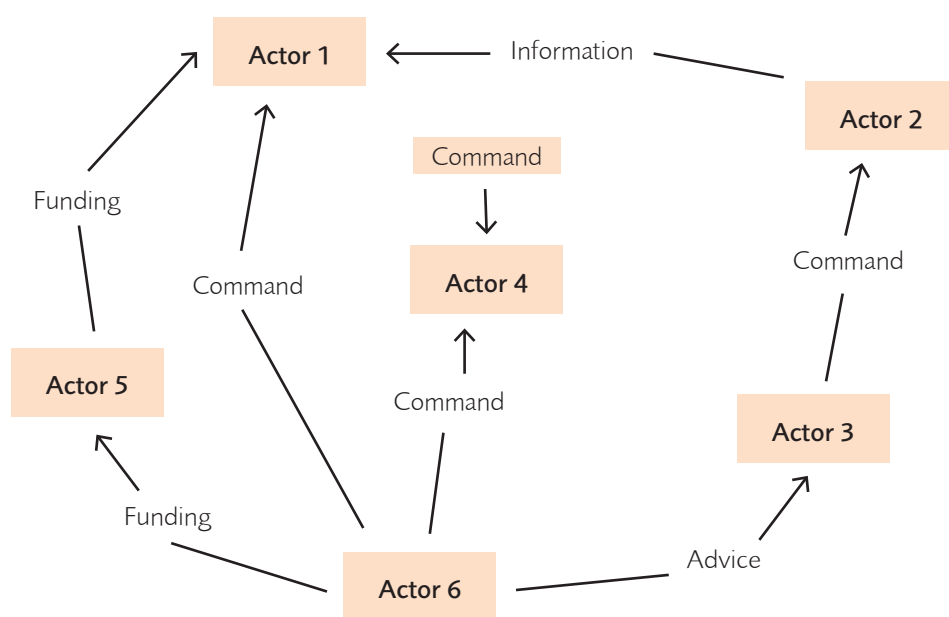 Actor 1
Information
Actor 2
Command
Funding
Command
Command
Actor 4
Actor 5
Command
Actor 3
Funding
Advice
Actor 6